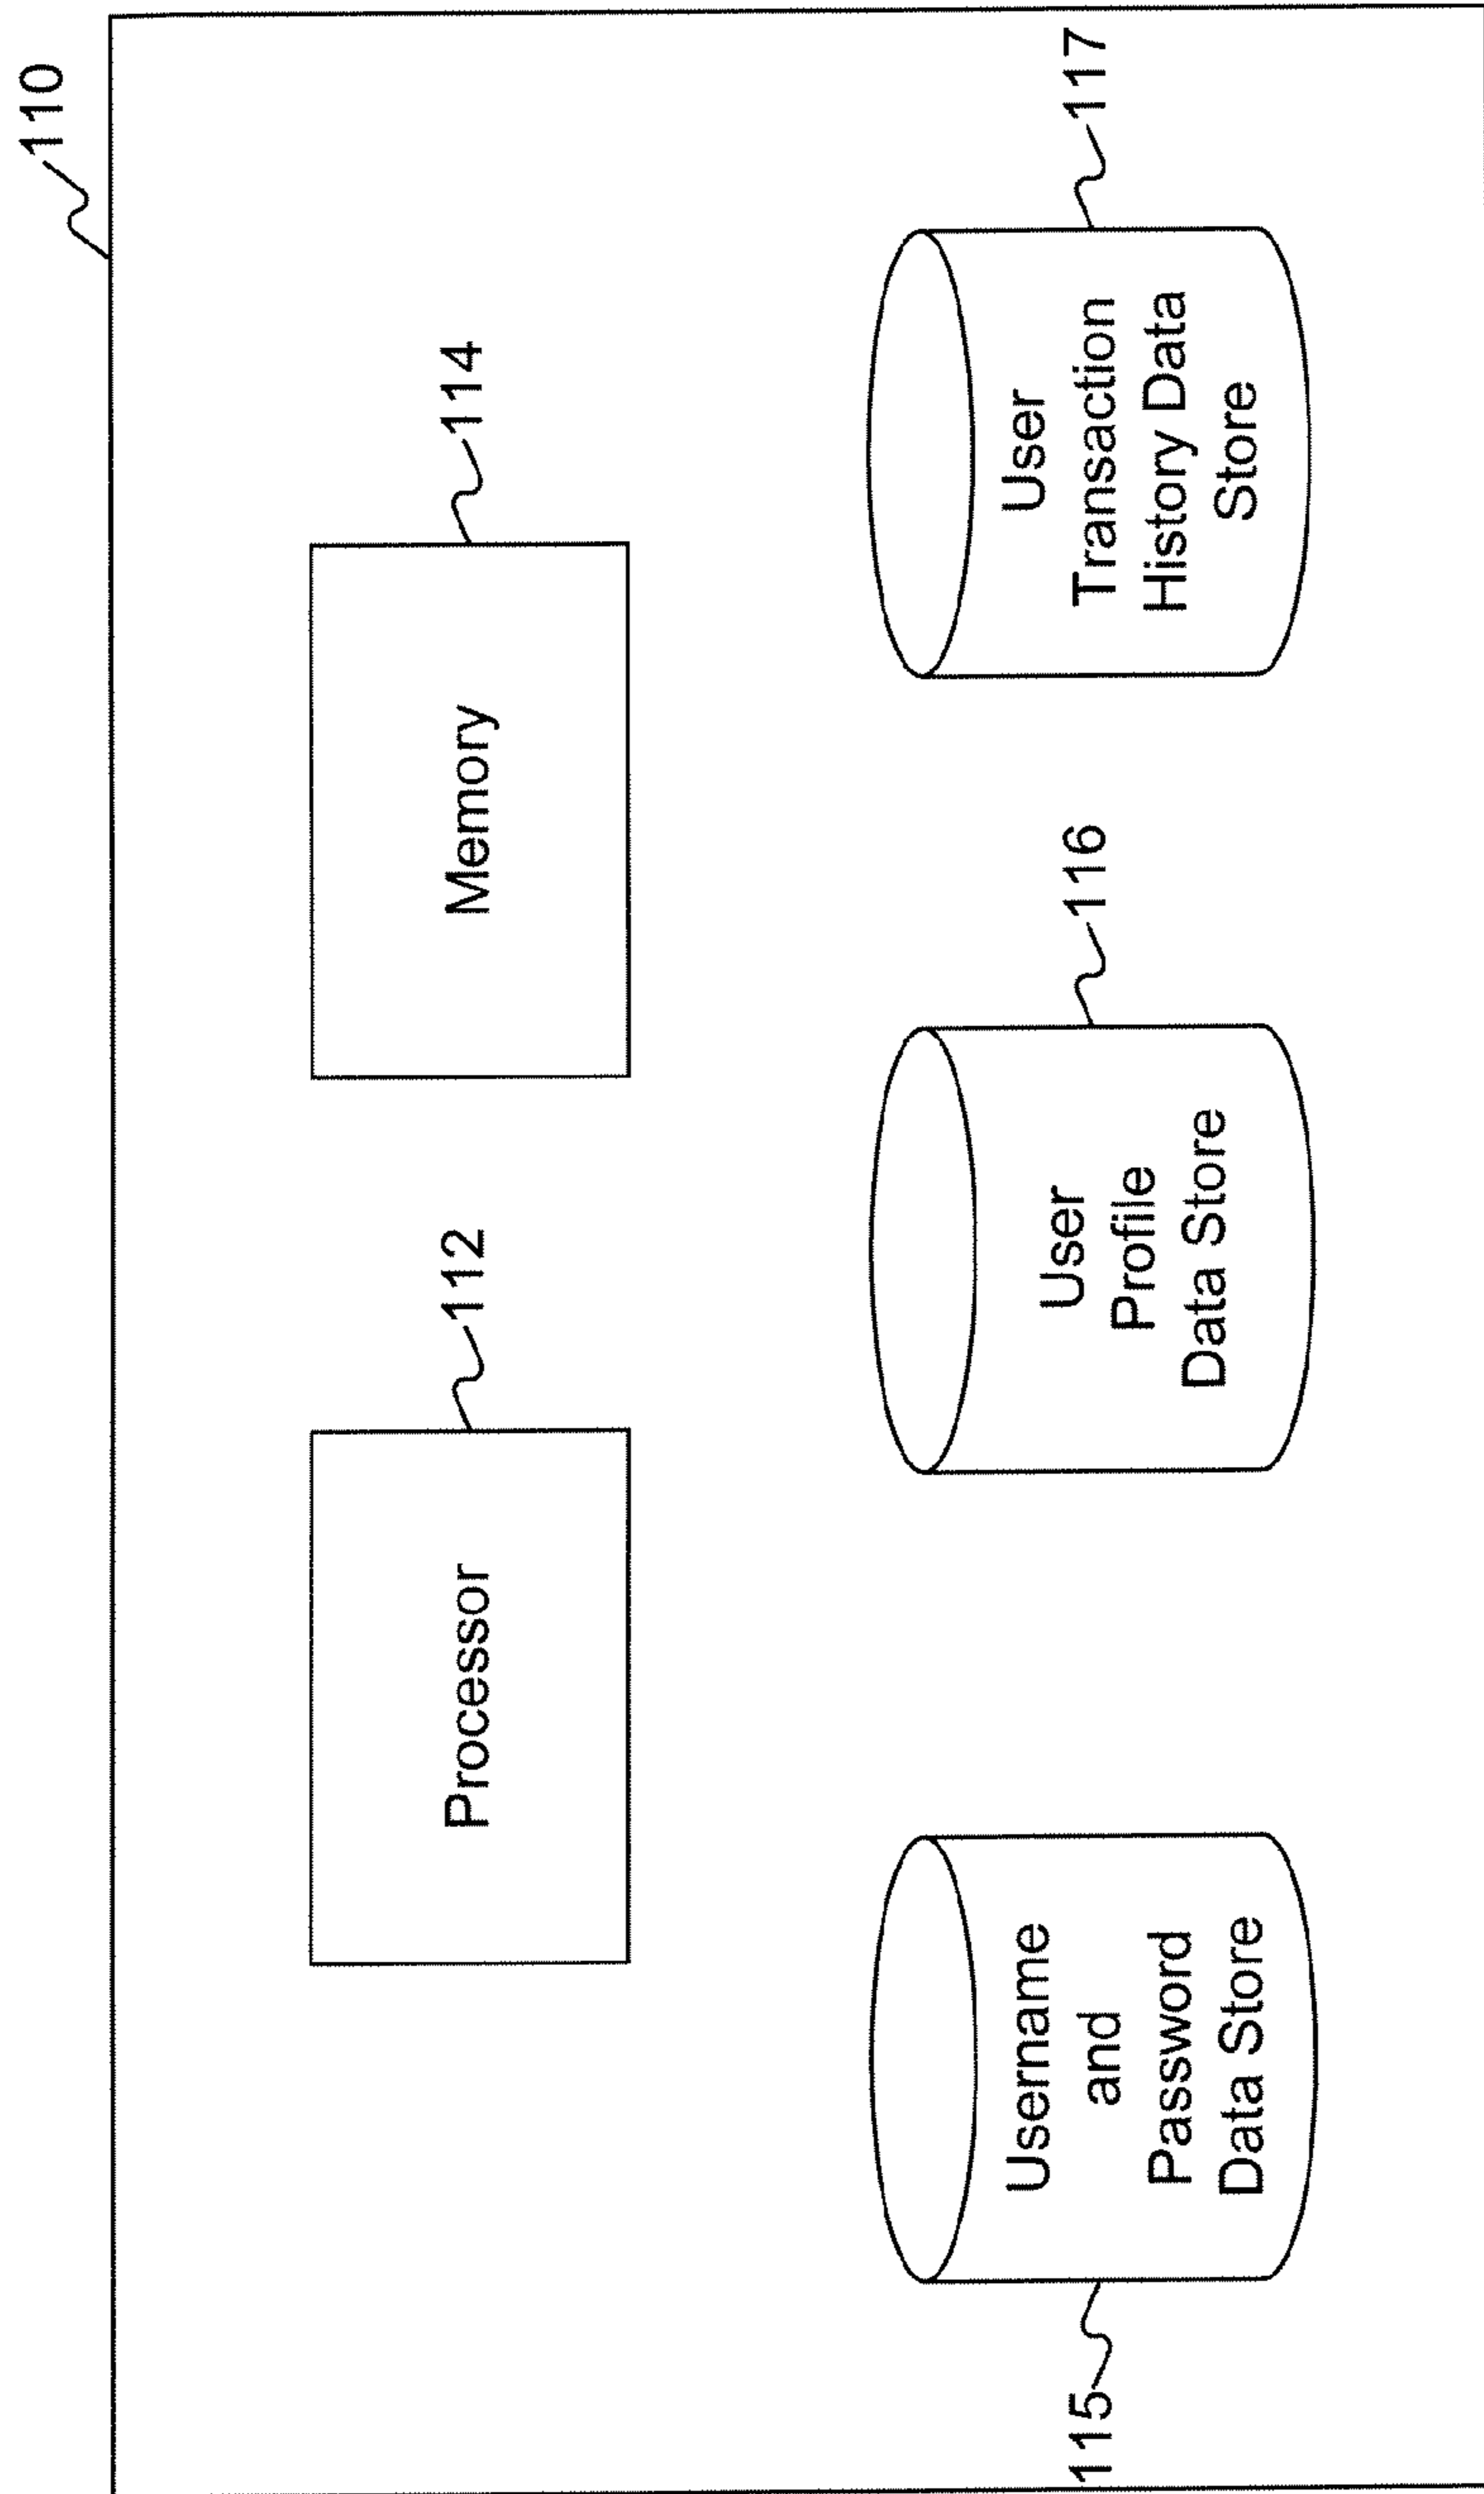 110
Processor
112
Memory
114
115
Username
and
Password
Data Store
User
Profile
Data Store
116
User
Transaction
History Data
Store
117